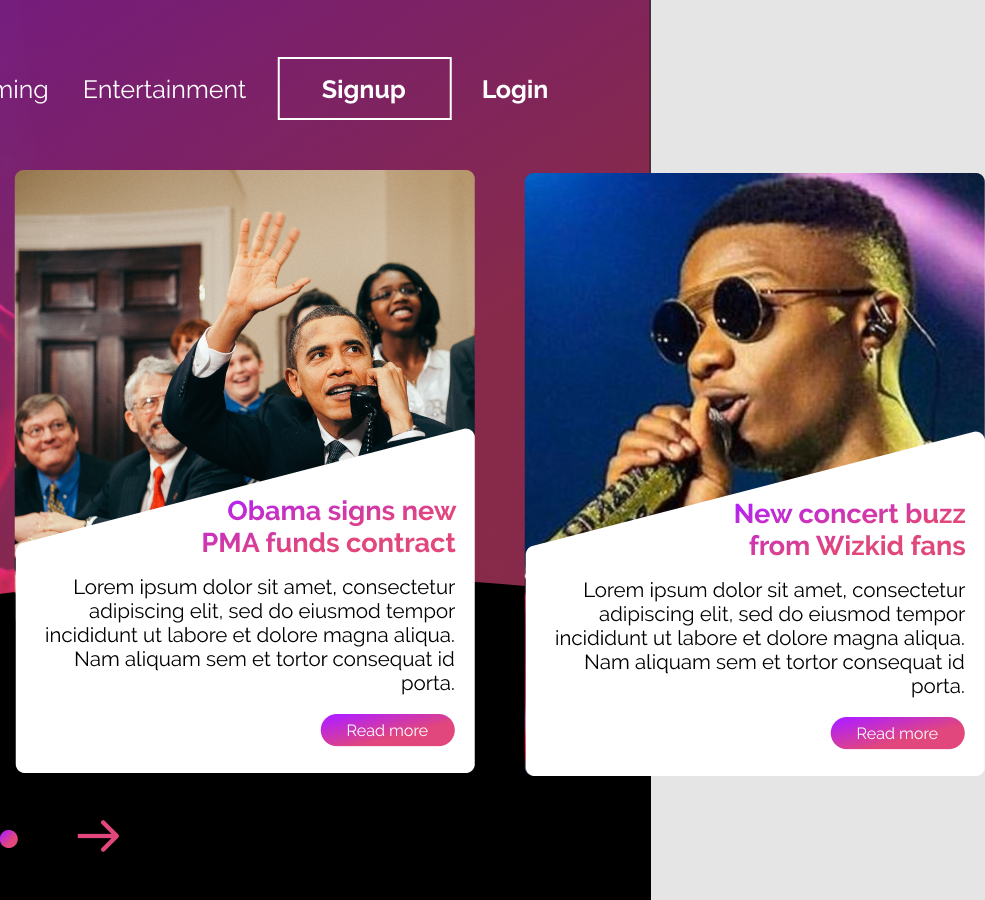 ming
Entertainment
Signup
Login
Obama signs new
PMA funds contract
Lorem ipsum dolor sit amet, consectetur
adipiscing elit, sed do eiusmod tempor
incididunt ut labore et dolore magna aliqua.
Nam aliquam sem et tortor consequat id
porta.
Read more
New concert buzz
from Wizkid fans
Lorem ipsum dolor sit amet, consectetur
adipiscing elit, sed do eiusmod tempor
incididunt ut labore et dolore magna aliqua.
Nam aliquam sem et tortor consequat id
porta.
Read more